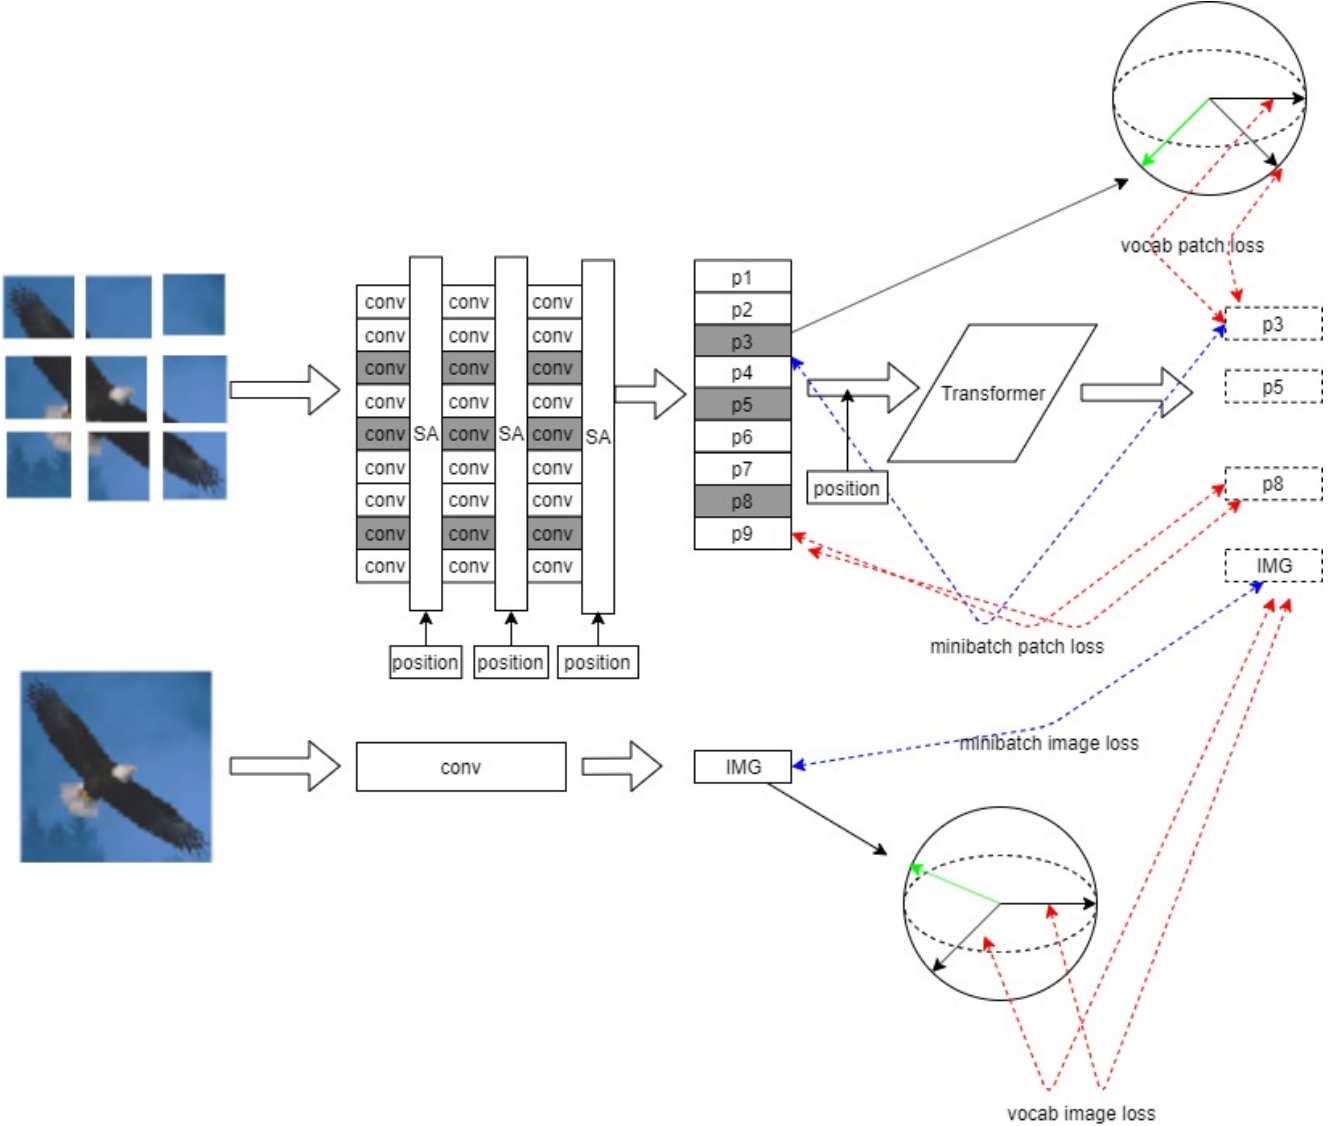 vocab patch loss
p1
p2
p3
p4
p5
p6
p7
p8
p9
conv conv conv
conv conv conv
conv conv conv
conv conv conv
conv SA conv SA conv SA
conv conv conv
conv conv conv
conv conv conv
conv conv conv
position position position
Transformer
position
p3
p5
p8
IMG
minibatch patch loss
conv
IMG
minibatch image loss
vocab image loss